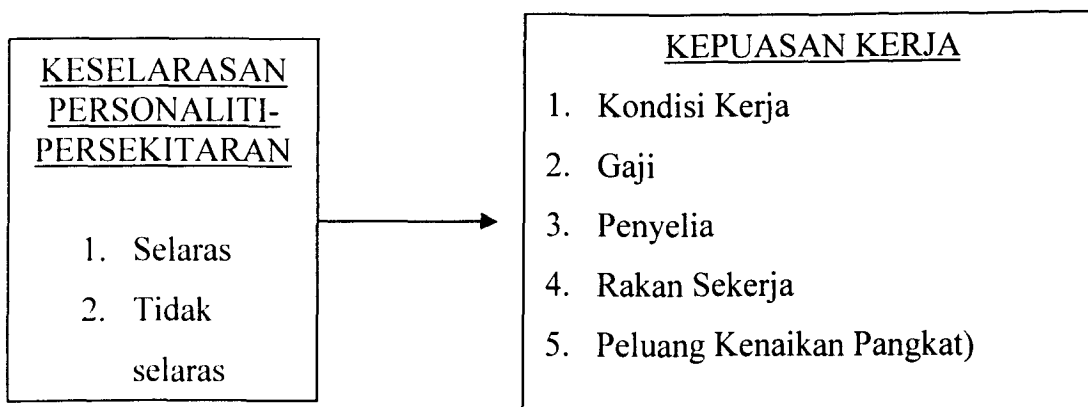 KESELARASAN
PERSONALITI-
PERSEKITARAN
1. Selaras
2. Tidak
selaras
KEPUASAN KERJA
1. Kondisi Kerja
2. Gaji
3. Penyelia
4. Rakan Sekerja
5. Peluang Kenaikan Pangkat)